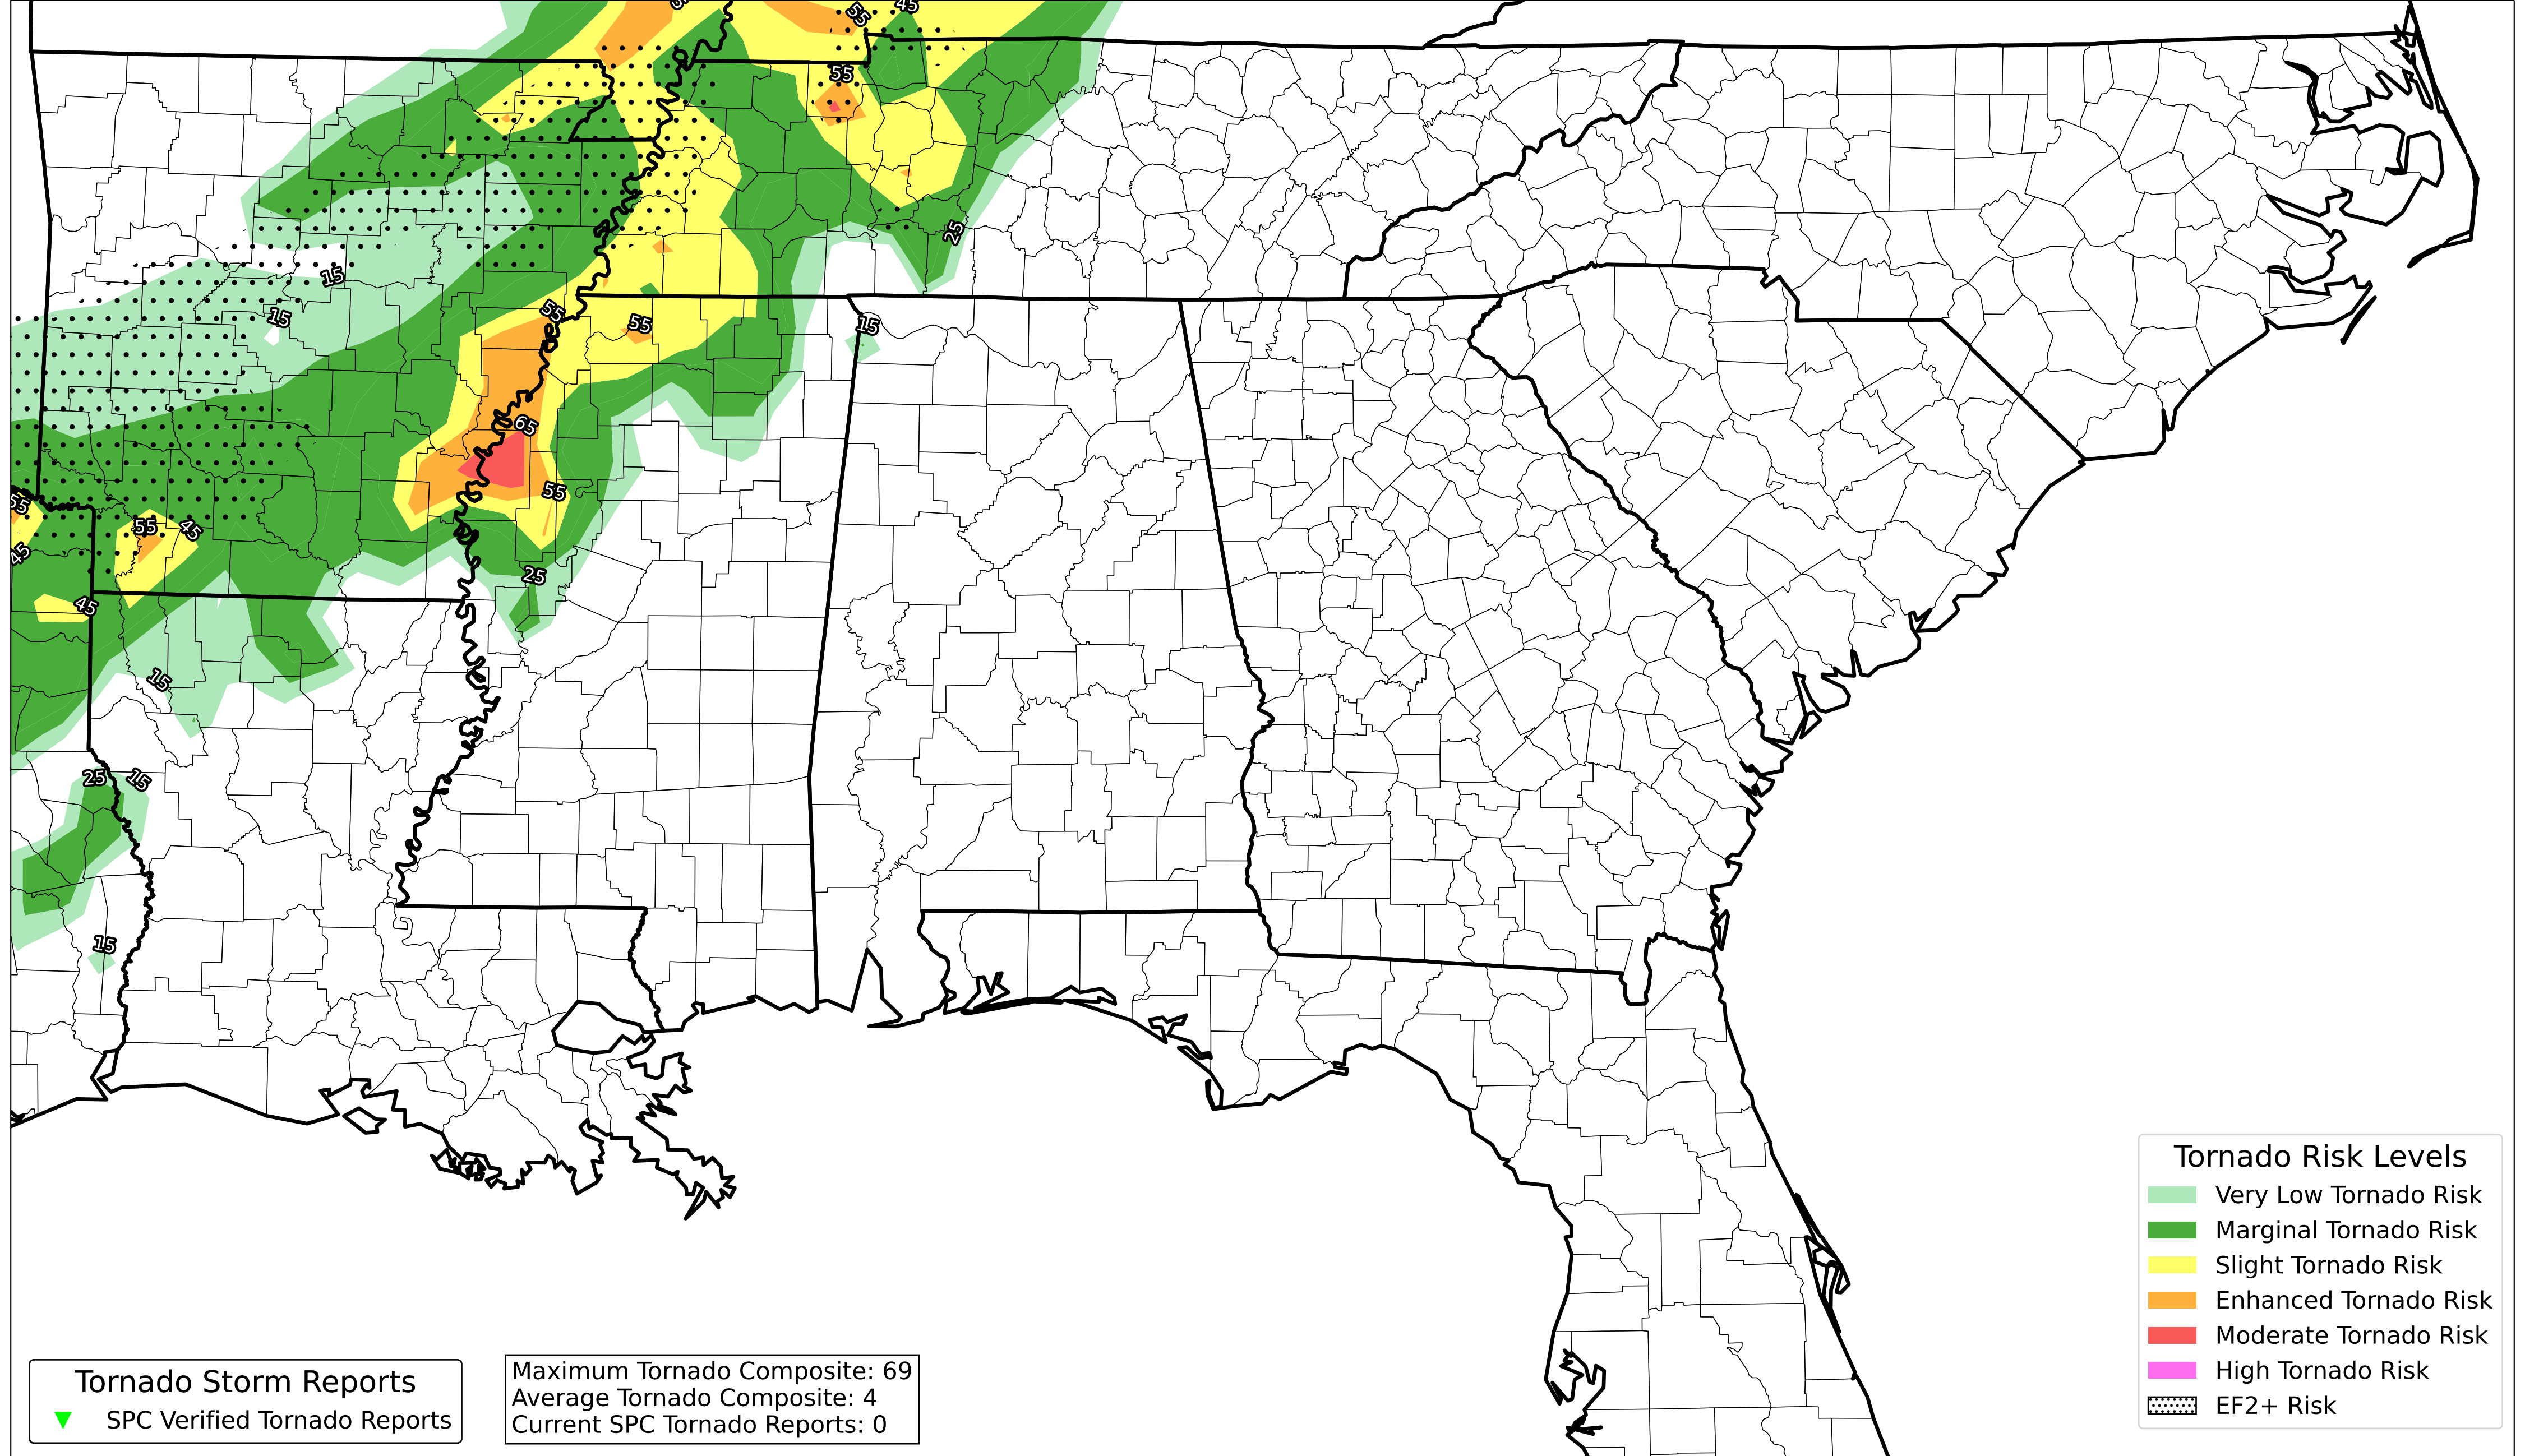 55
45
55
25
15
15
55
55
15
65
55
55
55
45
45
25
45
15
25
15
15
Tornado Risk Levels
Very Low Tornado Risk
Marginal Tornado Risk
Slight Tornado Risk
Enhanced Tornado Risk
Moderate Tornado Risk
High Tornado Risk
EF2+ Risk
Tornado Storm Reports
SPC Verified Tornado Reports
Maximum Tornado Composite: 69
Average Tornado Composite: 4
Current SPC Tornado Reports: 0